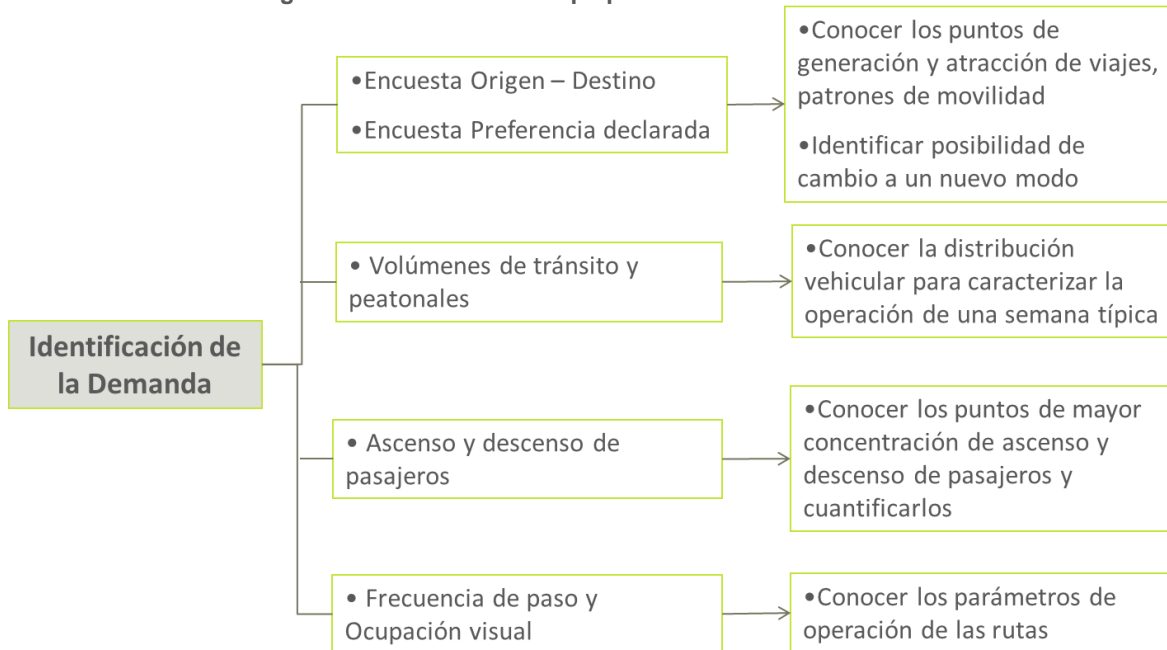 •Encuesta Origen – Destino
•Encuesta Preferencia declarada
•Conocer los puntos de
generación y atracción de viajes,
patrones de movilidad
•Identificar posibilidad de
cambio a un nuevo modo
• Volúmenes de tránsito y
peatonales
•Conocer la distribución
vehicular para caracterizar la
operación de una semana típica
Identificación de
la Demanda
• Ascenso y descenso de
pasajeros
•Conocer los puntos de mayor
concentración de ascenso y
descenso de pasajeros y
cuantificarlos
• Frecuencia de paso y
Ocupación visual
•Conocer los parámetros de
operación de las rutas